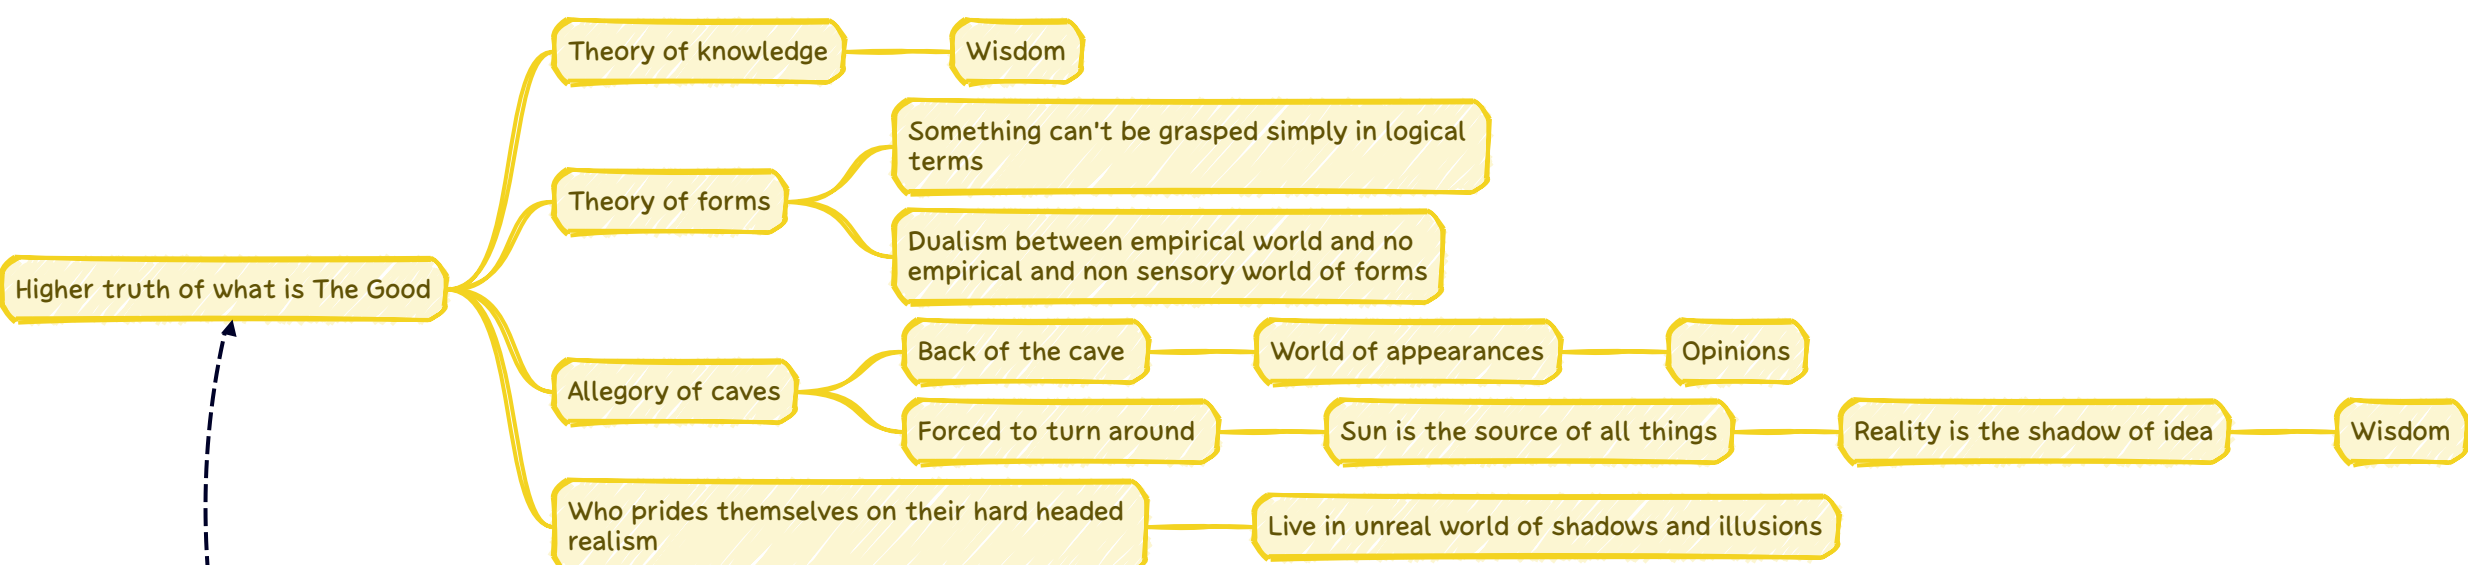 Theory of knowledge
Wisdom
Something can't be grasped simply in logical
terms
Theory of forms
Dualism between empirical world and no
empirical and non sensory world of forms
Higher truth of what is The Good
Back of the cave
World of appearances
Opinions
Allegory of caves
Forced to turn around
Sun is the source of all things
Reality is the shadow of idea
Wisdom
Who prides themselves on their hard headed
realism
Live in unreal world of shadows and illusions